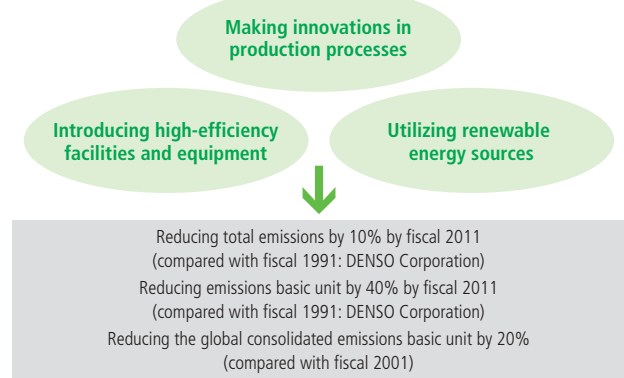 Making innovations in
production processes
Introducing high-efficiency
facilities and equipment
Utilizing renewable
energy sources
Reducing total emissions by 10% by fiscal 2011
(compared with fiscal 1991: DENSO Corporation)
Reducing emissions basic unit by 40% by fiscal 2011
(compared with fiscal 1991: DENSO Corporation)
Reducing the global consolidated emissions basic unit by 20%
(compared with fiscal 2001)